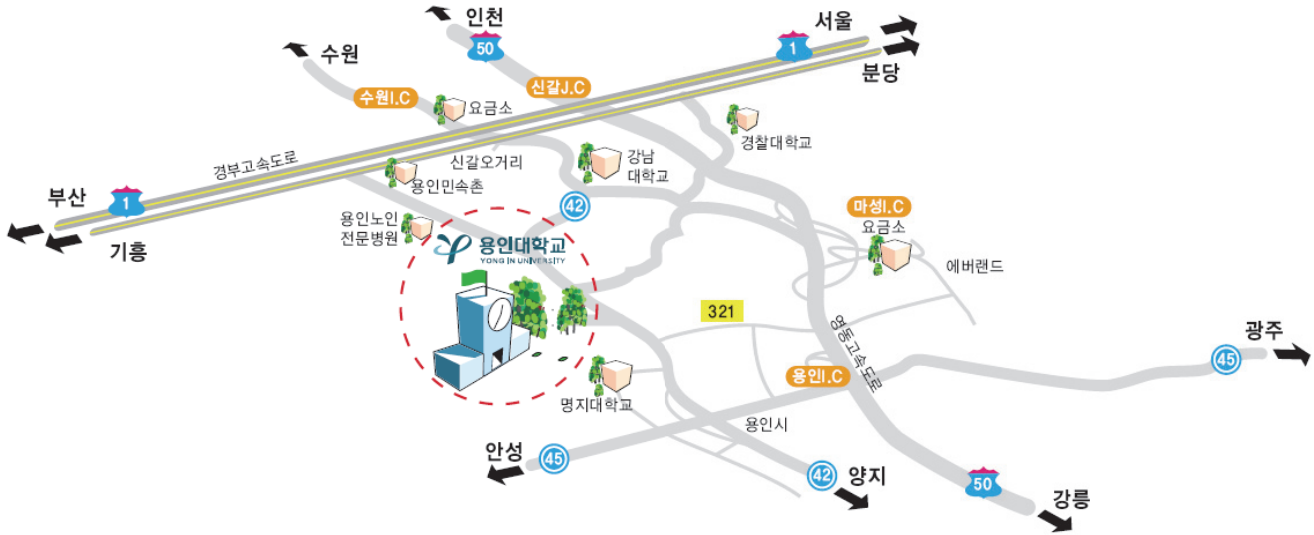 인천
서울
50
1
수원
분당
신갈J.C
수원I.C
요금소
경찰대학교
경부고속도로
신갈오거리
강남
대학교
용인민속촌
부산
1
42
마성I.C
요금소
용인노인
전문병원
기흥
용인대학교
YONG IN UNIVERSITY
에버랜드
321
영동고속도로
광주
45
용인I.C
명지대학교
용인시
안성
45
42
양지
50
강릉